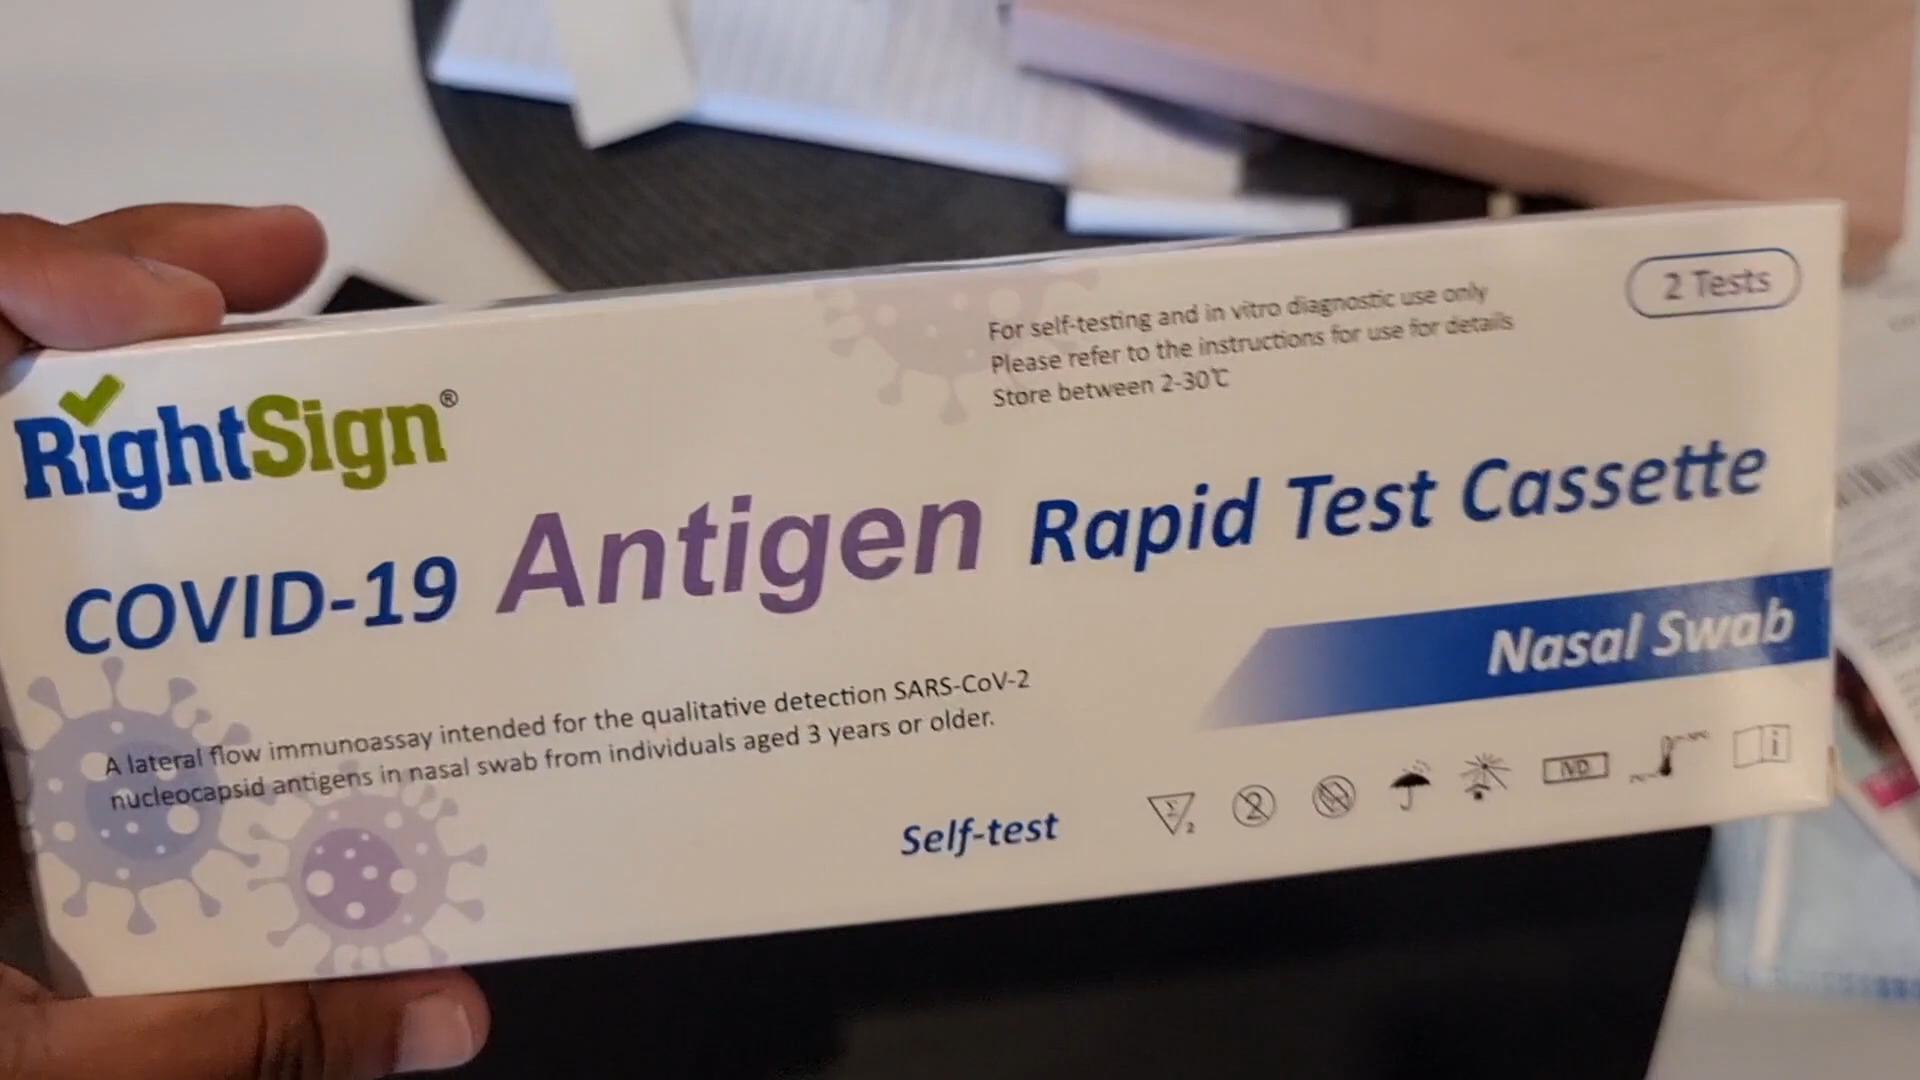 2 Tests
For self-testing and in vitro diagnostic use only
Please refer to the instructions for use for details
Store between 2-30℃
RightSign®
COVID-19 Antigen Rapid Test Cassette
Nasal Swab
A lateral flow immunoassay intended for the qualitative detection SARS-CoV-2
nucleocapsid antigens in nasal swab from individuals aged 3 years or older.
Self-test
Σ 2
2
IVD
i